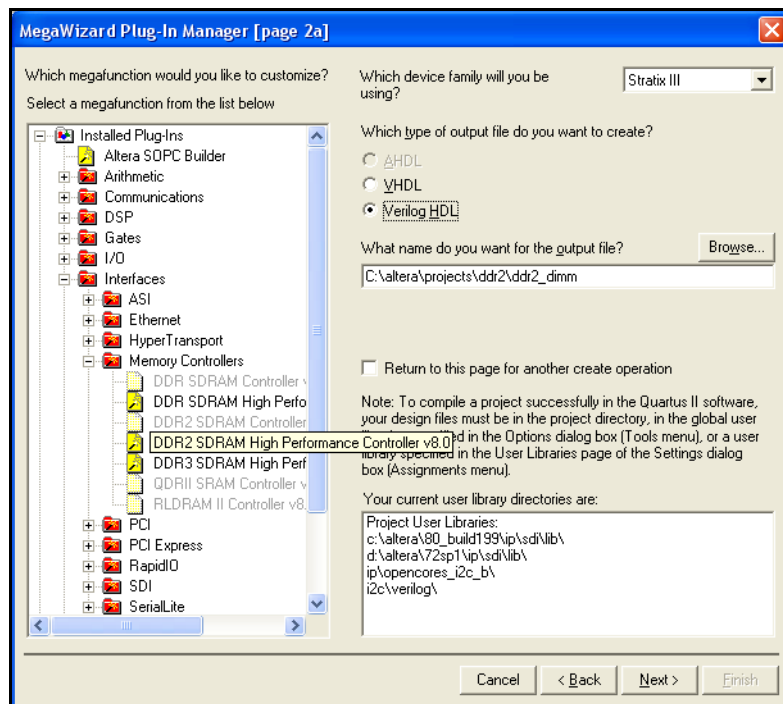 MegaWizard Plug-In Manager [page 2a]
Which megafunction would you like to customize?
Select a megafunction from the list below
Installed Plug-Ins
Altera SOPC Builder
Arithmetic
Communications
DSP
Gates
I/O
Interfaces
ASI
Ethernet
HyperTransport
Memory Controllers
DDR SDRAM Controller v
DDR SDRAM High Perfo
DDR2 SDRAM Controller
DDR2 SDRAM High Performance Controller v8.0
DDR3 SDRAM High Perf
QDRII SRAM Controller v
RLDRAM II Controller v8.
PCI
PCI Express
RapidIO
SDI
SerialLite
Which device family will you be
using?
Stratix III
Which type of output file do you want to create?
AHDL
VHDL
Verilog HDL
What name do you want for the output file?
Browse...
C:\altera\projects\ddr2\ddr2_dimm
Return to this page for another create operation
Note: To compile a project successfully in the Quartus II software,
your design files must be in the project directory, in the global user
in the Options dialog box (Tools menu), or a user
library specified in the User Libraries page of the Settings dialog
box (Assignments menu).
Your current user library directories are:
Project User Libraries:
c:\altera\80_build199\ip\sdi\lib\
d:\altera\72sp1\ip\sdi\lib\
ip\opencores_i2c_b\
i2c\verilog\
Cancel
< Back
Next >
Finish